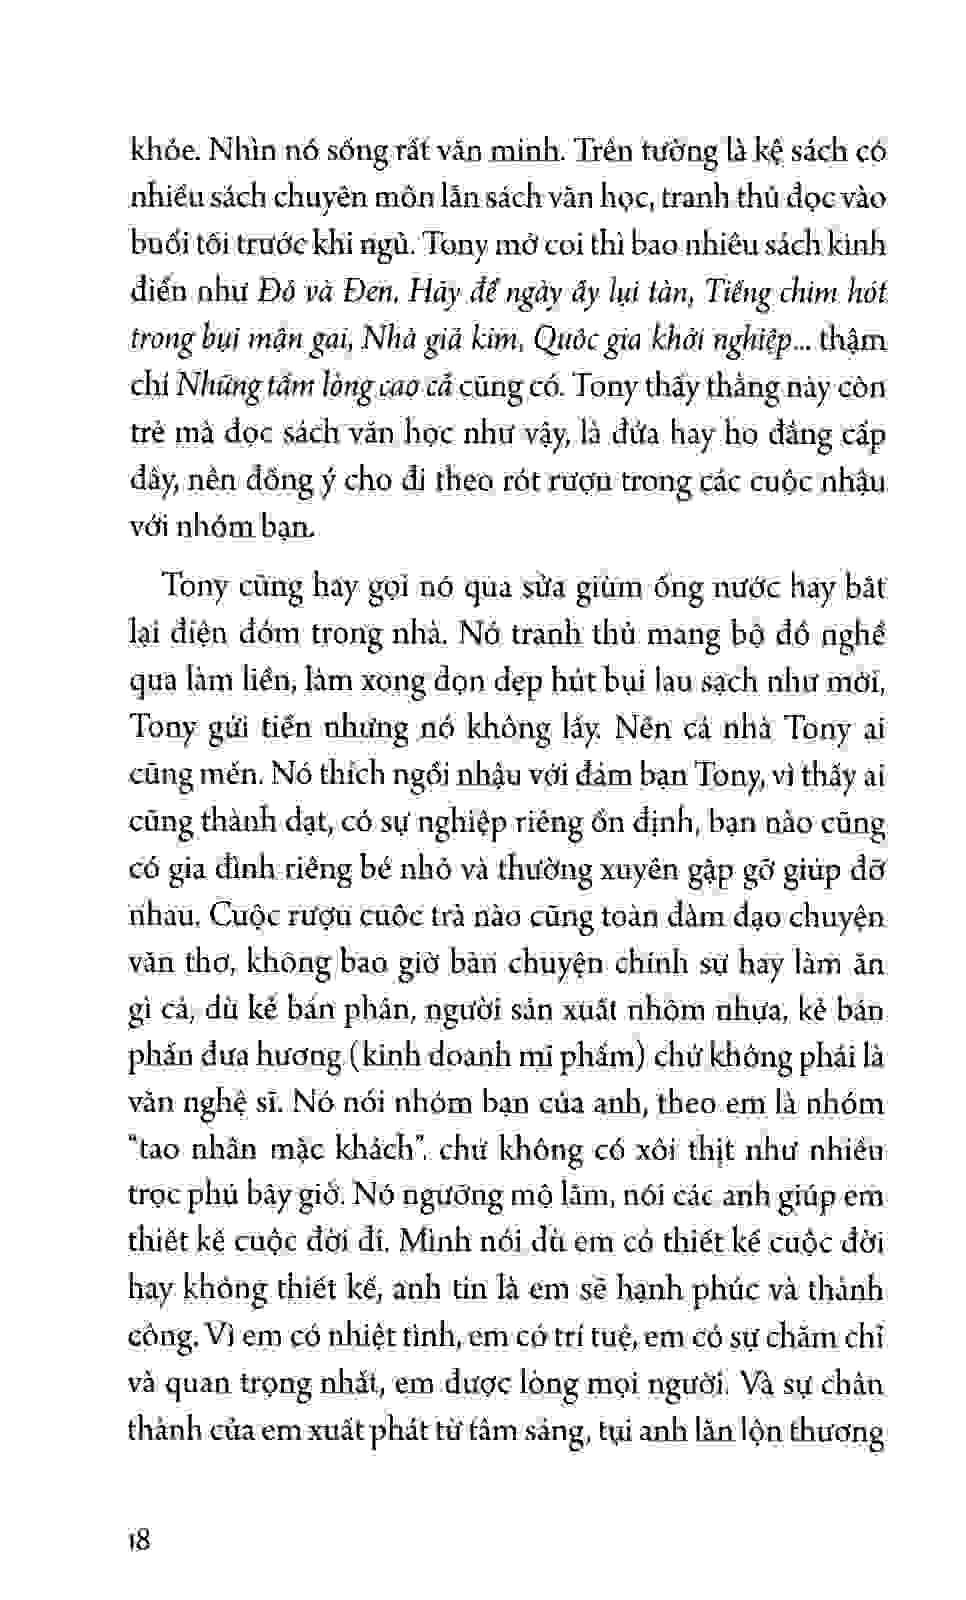 khỏe. Nhìn nó sống rất văn minh. Trên tường là kệ sách có
nhiều sách chuyên môn lẫn sách văn học, tranh thủ đọc vào
buổi tối trước khi ngủ. Tony mở coi thì bao nhiêu sách kinh
điển như Đỏ và Đen, Hãy để ngày ấy lụi tàn, Tiếng chim hót
trong bụi mận gai, Nhà giả kim, Quốc gia khởi nghiệp... thậm
chí Những tấm lòng cao cả cũng có. Tony thấy thằng này còn
trẻ mà đọc sách văn học như vậy, là đứa hay ho đẳng cấp
đây, nên đồng ý cho đi theo rót rượu trong các cuộc nhậu
với nhóm bạn.
Tony cũng hay gọi nó qua sửa giùm ống nước hay bắt
lại điện đóm trong nhà. Nó tranh thủ mang bộ đồ nghề
qua làm liền, làm xong dọn dẹp hút bụi lau sạch như mới,
Tony gửi tiền nhưng nó không lấy. Nên cả nhà Tony ai
cũng mến. Nó thích ngồi nhậu với đám bạn Tony, vì thấy ai
cũng thành đạt, có sự nghiệp riêng ổn định, bạn nào cũng
có gia đình riêng bé nhỏ và thường xuyên gặp gỡ giúp đỡ
nhau. Cuộc rượu cuộc trà nào cũng toàn đàm đạo chuyện
văn thơ, không bao giờ bàn chuyện chính sự hay làm ăn
gì cả, dù kẻ bán phân, người sản xuất nhôm nhựa, kẻ bán
phấn đưa hương (kinh doanh mĩ phẩm) chứ không phải là
văn nghệ sĩ. Nó nói nhóm bạn của anh, theo em là nhóm
"tao nhân mặc khách", chứ không có xôi thịt như nhiều
trọc phú bây giờ. Nó ngưỡng mộ lắm, nói các anh giúp em
thiết kế cuộc đời đi. Mình nói dù em có thiết kế cuộc đời
hay không thiết kế, anh tin là em sẽ hạnh phúc và thành
công. Vì em có nhiệt tình, em có trí tuệ, em có sự chăm chỉ
và quan trọng nhất, em được lòng mọi người. Và sự chân
thành của em xuất phát từ tâm sáng, tụi anh lăn lộn thương
18